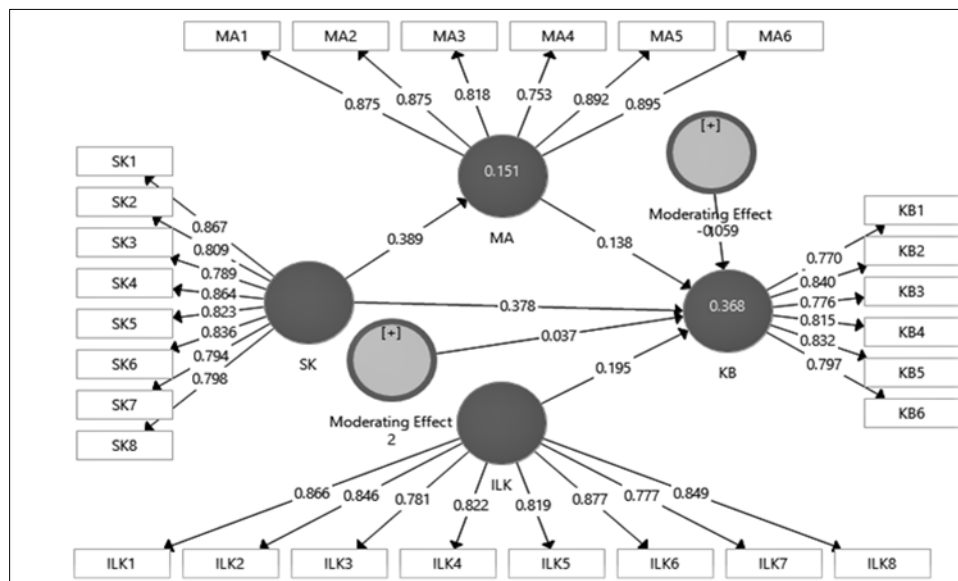 MA1 MA2 MA3 MA4 MA5 MA6
0.875 0.875 0.818 0.753 0.892 0.895
[+]
0.151
MA
Moderating Effect
-0.059
SK1
SK2
SK3
SK4
SK5
SK6
SK7
SK8
0.867
0.809
0.789
0.864
0.823
0.836
0.794
0.798
SK
0.389
0.138
0.378
0.037
0.195
[+]
Moderating Effect
2
0.368
KB
0.770
0.840
0.776
0.815
0.832
0.797
KB1
KB2
KB3
KB4
KB5
KB6
ILK
0.866 0.846 0.781 0.822 0.819 0.877 0.777 0.849
ILK1 ILK2 ILK3 ILK4 ILK5 ILK6 ILK7 ILK8